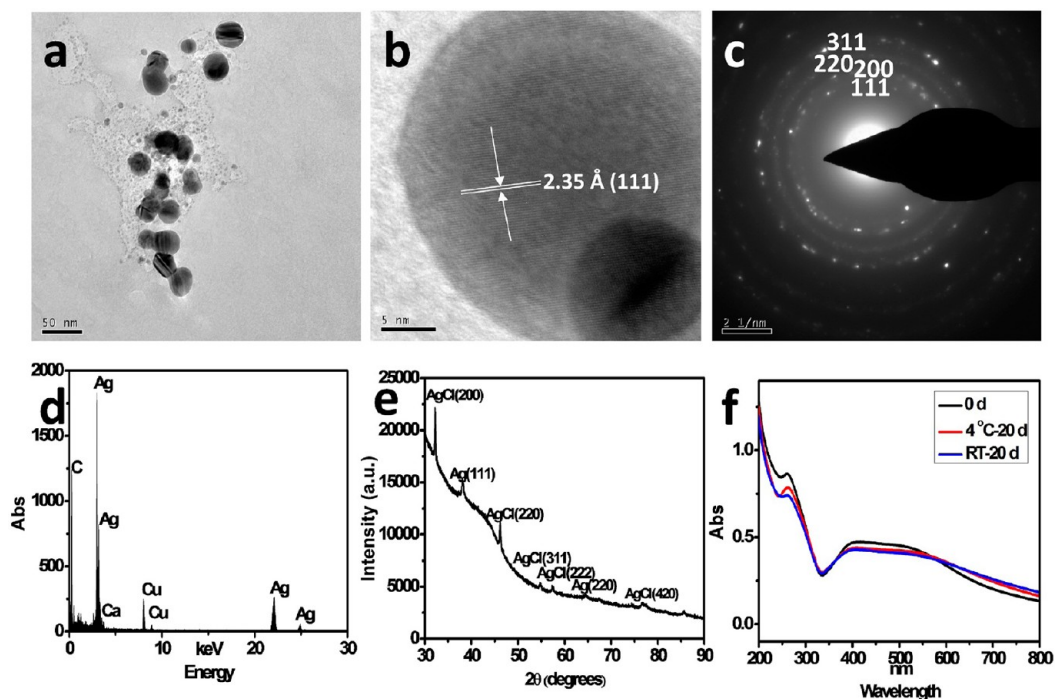 a
50 nm
b
2.35 Å (111)
5 nm
c
311
220 200
111
2 1/nm
d
2000
1500
1000
500
0
Abs
C
Ag
Ag
Ca
Cu
Cu
Ag
Ag
0 10 20 30
keV
Energy
e
25000
20000
15000
10000
5000
0
Intensity (a.u.)
AgCl(200)
Ag(111)
AgCl(220)
AgCl(311)
AgCl(222)
Ag(220)
AgCl(420)
30 40 50 60 70 80 90
2θ (degrees)
f
0 d
4 °C-20 d
RT-20 d
1.0
0.5
0.0
Abs
200 300 400 500 600 700 800
nm
Wavelength